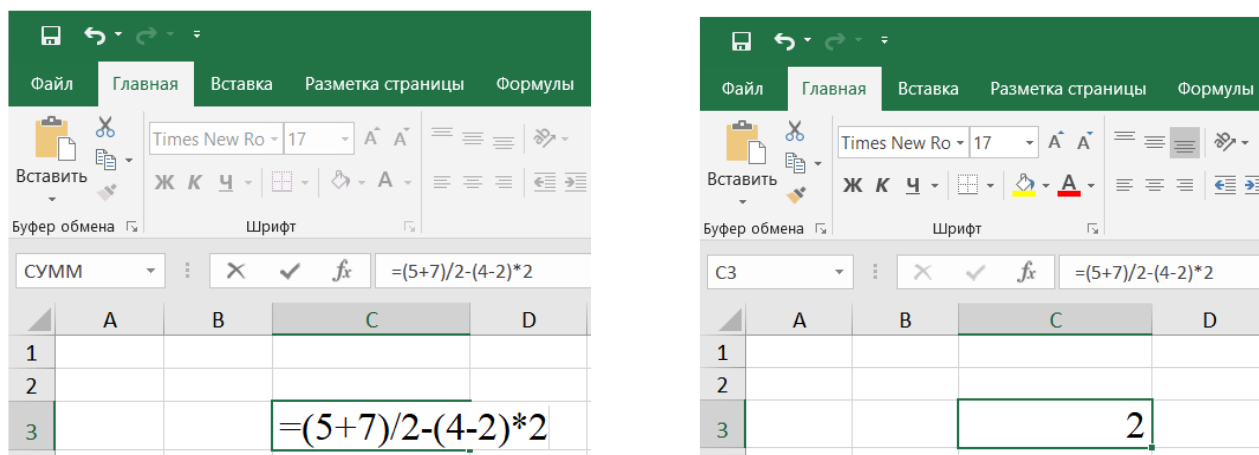 Файл Главная Вставка Разметка страницы Формулы
Times New Ro 17
Вставить
Ж К Ч А
Буфер обмена Шрифт
СУММ fx =(5+7)/2-(4-2)*2
A B C D
1
2
3 =(5+7)/2-(4-2)*2
Файл Главная Вставка Разметка страницы Формулы
Times New Ro 17
Вставить
Ж К Ч А
Буфер обмена Шрифт
C3 fx =(5+7)/2-(4-2)*2
A B C D
1
2
3 2